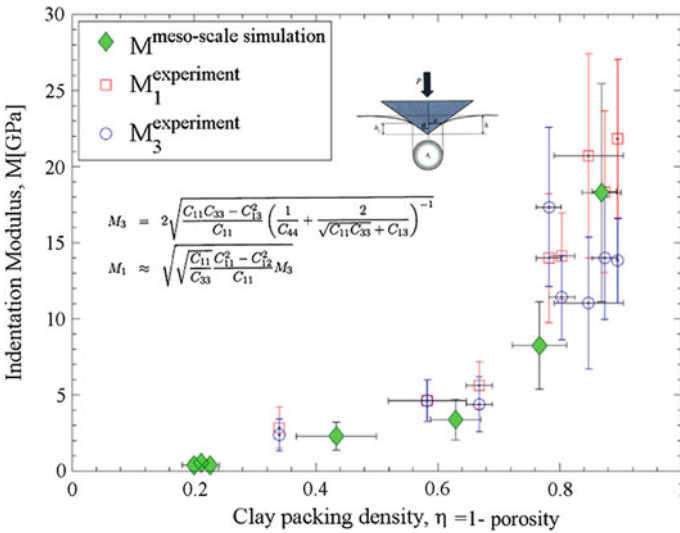 30
25
20
15
10
5
0
Indentation Modulus, M[GPa]
M^meso-scale simulation
M_1^experiment
M_3^experiment
P
h
M_3 = 2\sqrt{\frac{C_{11}C_{33} - C_{13}^2}{C_{11}} \left( \frac{1}{C_{44}} + \frac{2}{\sqrt{C_{11}C_{33}} + C_{13}} \right)^{-1}}
M_1 ≈ \sqrt{\sqrt{\frac{C_{11}}{C_{33}}} \frac{C_{11}^2 - C_{12}^2}{C_{11}} M_3}
0 0.2 0.4 0.6 0.8 1
Clay packing density, η =1- porosity